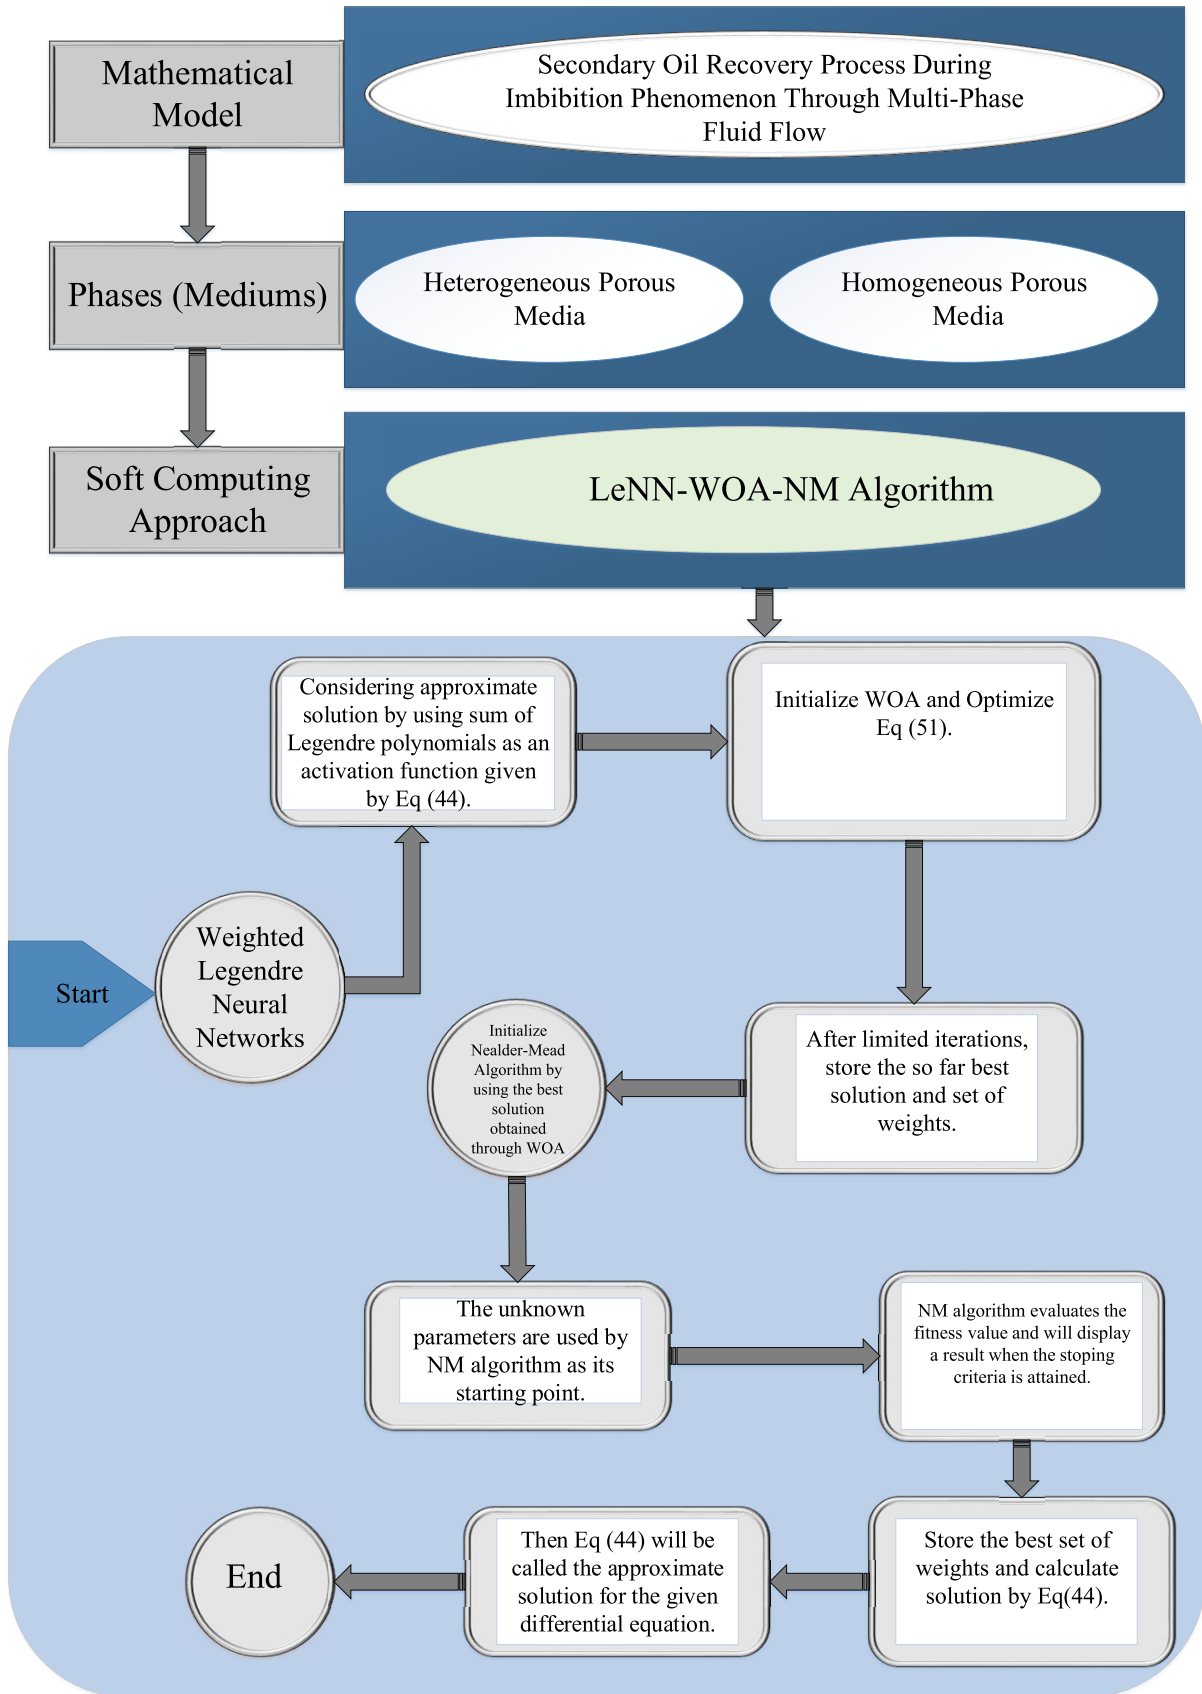 Mathematical
Model
Secondary Oil Recovery Process During
Imbibition Phenomenon Through Multi-Phase
Fluid Flow
Phases (Mediums)
Heterogeneous Porous
Media
Homogeneous Porous
Media
Soft Computing
Approach
LeNN-WOA-NM Algorithm
Start
Weighted
Legendre
Neural
Networks
Considering approximate
solution by using sum of
Legendre polynomials as an
activation function given
by Eq (44).
Initialize WOA and Optimize
Eq (51).
After limited iterations,
store the so far best
solution and set of
weights.
Initialize
Nealder-Mead
Algorithm by
using the best
solution
obtained
through WOA
The unknown
parameters are used by
NM algorithm as its
starting point.
NM algorithm evaluates the
fitness value and will display
a result when the stoping
criteria is attained.
Store the best set of
weights and calculate
solution by Eq(44).
Then Eq (44) will be
called the approximate
solution for the given
differential equation.
End